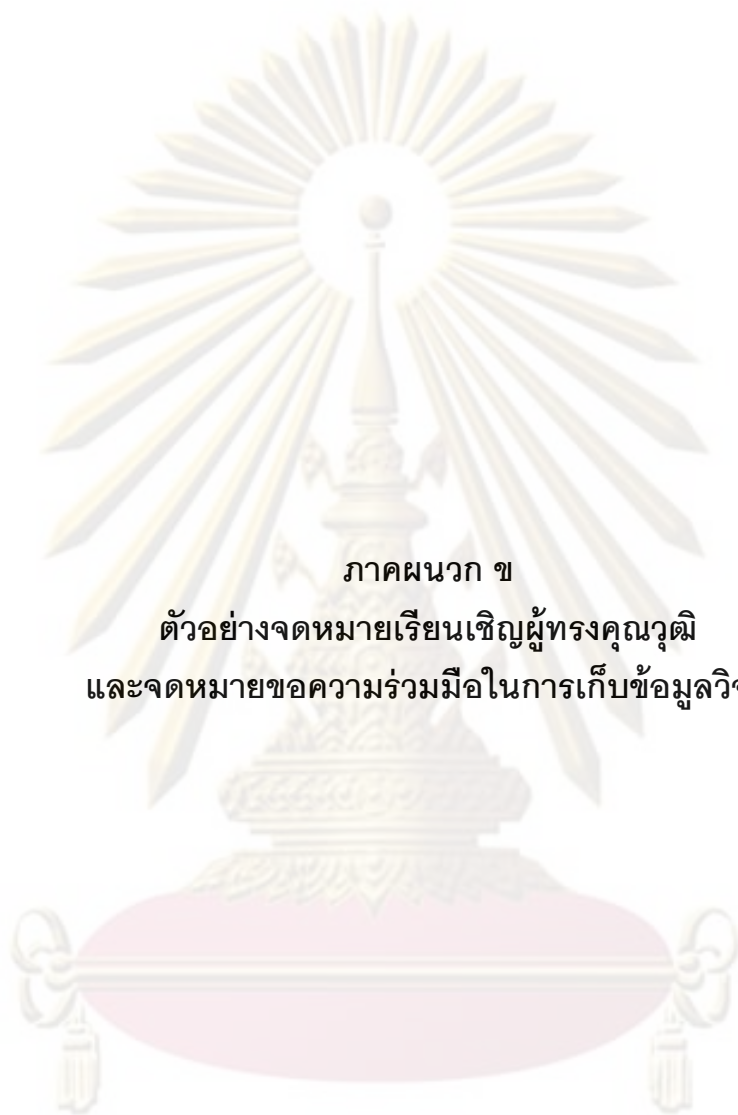 ภาคผนวก ข
ตัวอย่างจดหมายเรียนเชิญผู้ทรงคุณวุฒิ
และจดหมายขอความร่วมมือในการเก็บข้อมูล